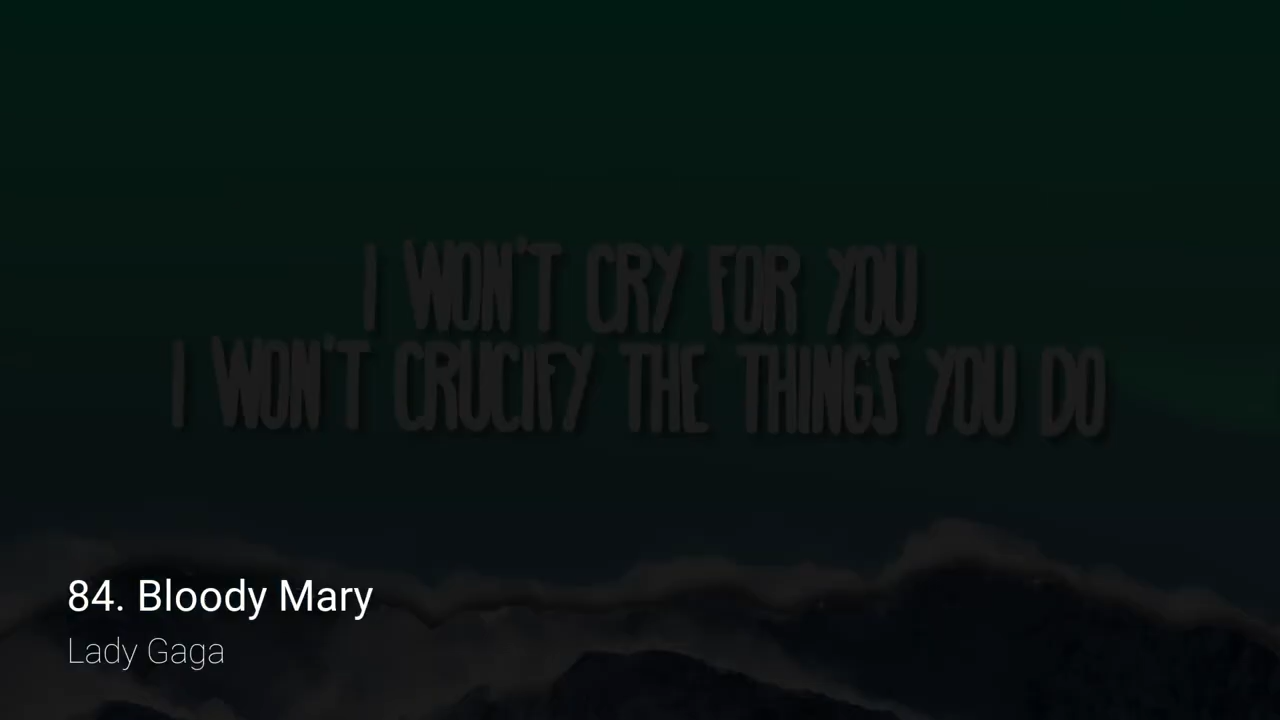 I WON'T CRY FOR YOU
I WON'T CRUCIFY THE THINGS YOU DO
84. Bloody Mary
Lady Gaga